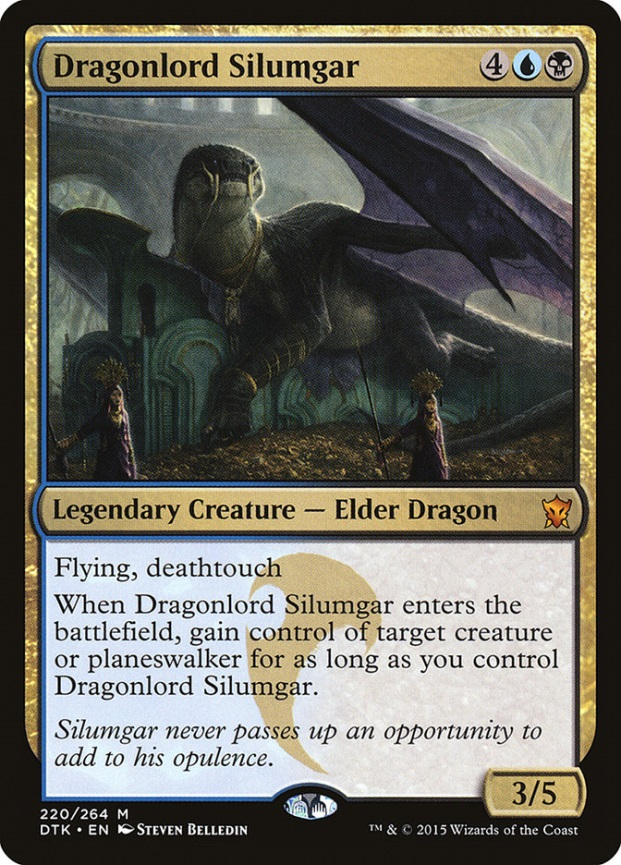 Dragonlord Silumgar 4
Legendary Creature — Elder Dragon
Flying, deathtouch
When Dragonlord Silumgar enters the
battlefield, gain control of target creature
or planeswalker for as long as you control
Dragonlord Silumgar.
Silumgar never passes up an opportunity to
add to his opulence.
3/5
220/264 M
DTK • EN Steven Belledin
™ & © 2015 Wizards of the Coast